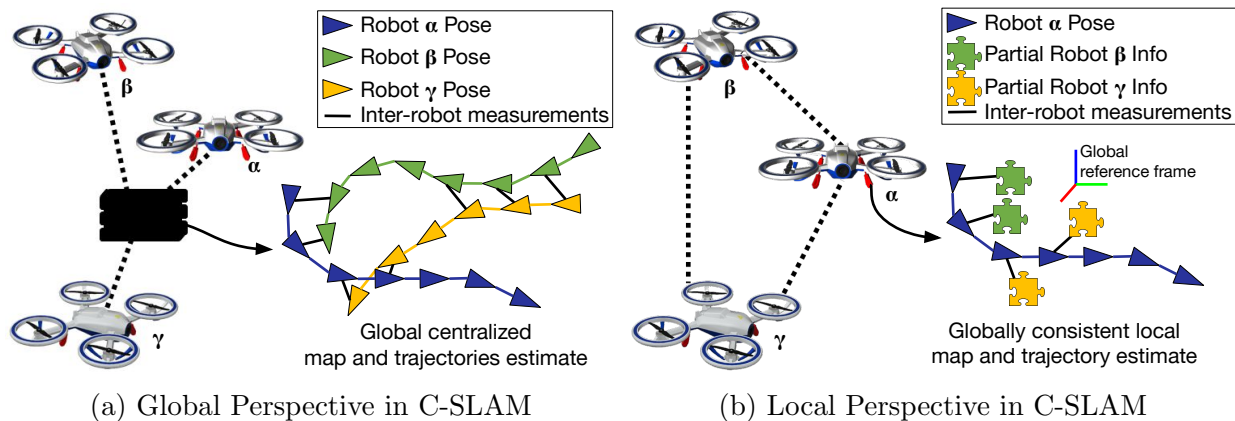 β
α
γ
Robot α Pose
Robot β Pose
Robot γ Pose
Inter-robot measurements
Global centralized
map and trajectories estimate
(a) Global Perspective in C-SLAM
β
α
γ
Robot α Pose
Partial Robot β Info
Partial Robot γ Info
Inter-robot measurements
Global
reference frame
Globally consistent local
map and trajectory estimate
(b) Local Perspective in C-SLAM